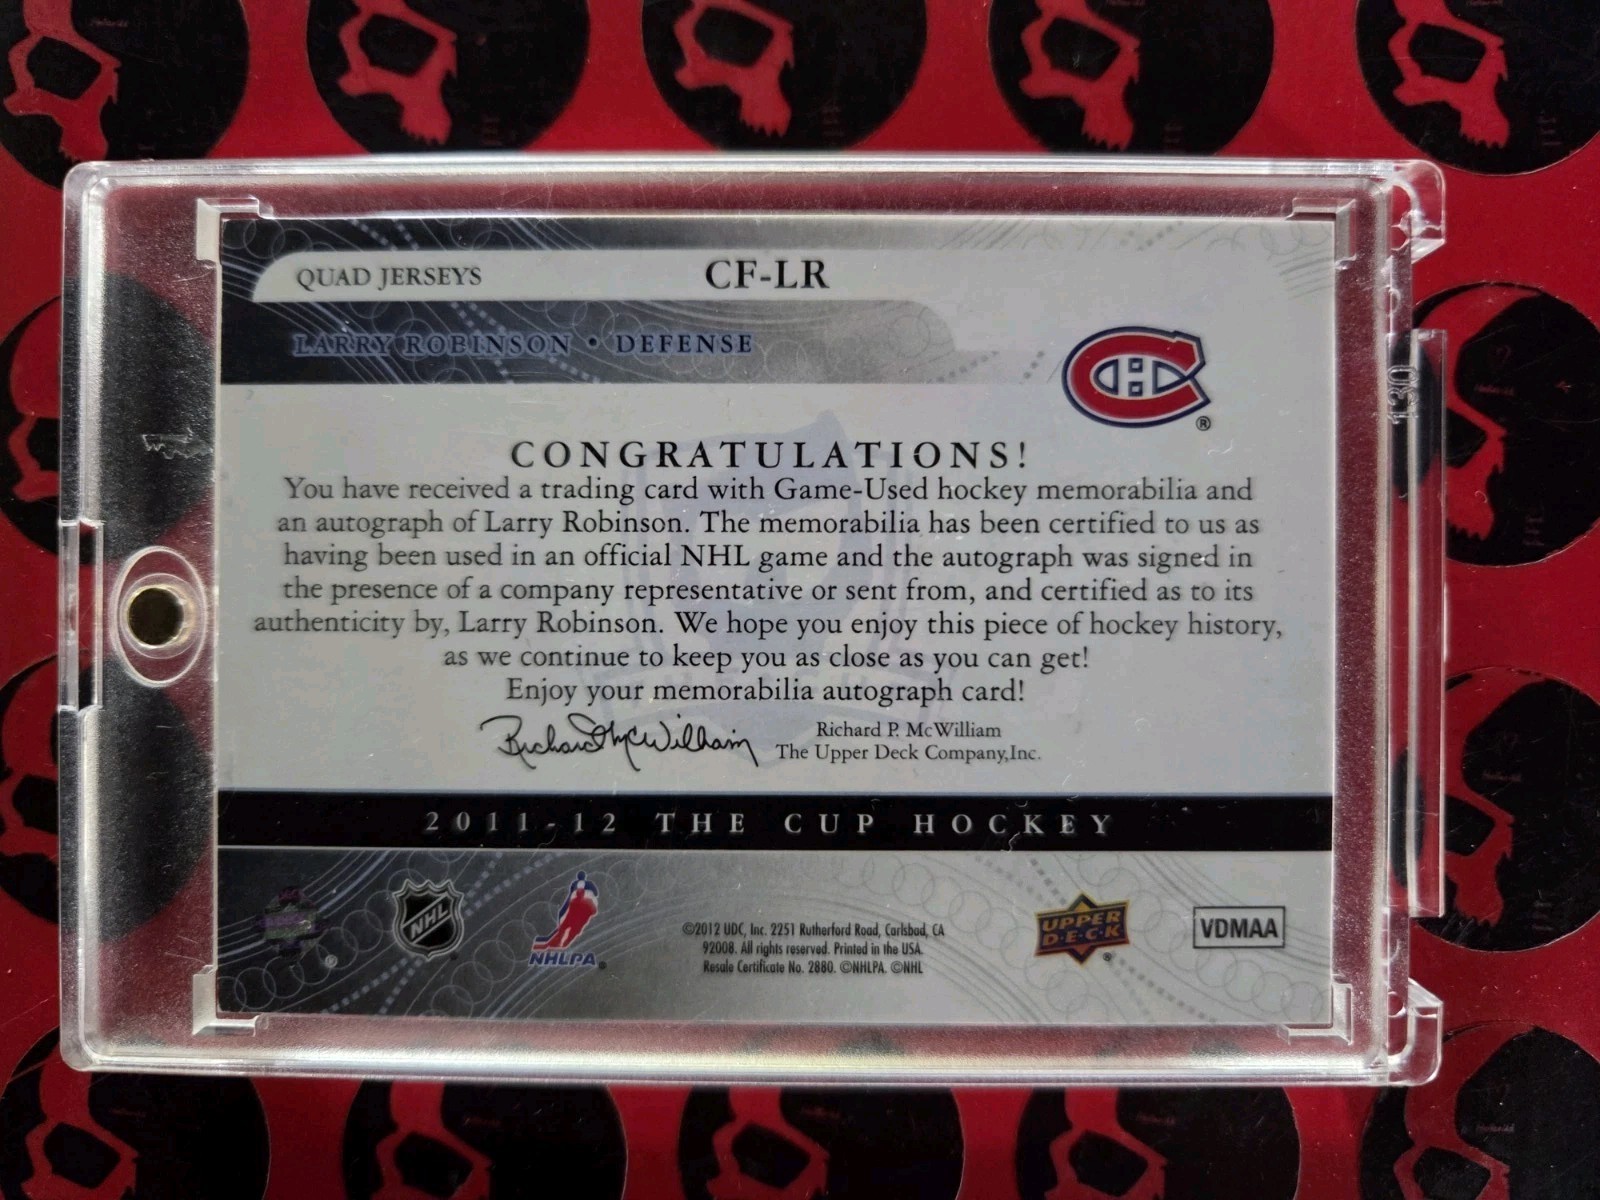 QUAD JERSEYS
CF-LR
LARRY ROBINSON • DEFENSE
CH
®
130
CONGRATULATIONS!
You have received a trading card with Game-Used hockey memorabilia and
an autograph of Larry Robinson. The memorabilia has been certified to us as
having been used in an official NHL game and the autograph was signed in
the presence of a company representative or sent from, and certified as to its
authenticity by, Larry Robinson. We hope you enjoy this piece of hockey history,
as we continue to keep you as close as you can get!
Enjoy your memorabilia autograph card!
Richard McWilliam
Richard P. McWilliam
The Upper Deck Company,Inc.
2011-12 THE CUP HOCKEY
NHL
NHLPA
©2012 UDC, Inc. 2251 Rutherford Road, Carlsbad, CA
92008. All rights reserved. Printed in the USA.
Resale Certificate No. 2880. ©NHLPA. ©NHL
UPPER
D·E·C·K
VDMAA